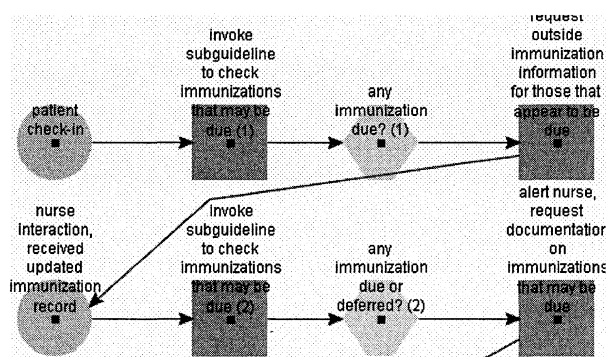 patient
check-in
invoke
subguideline
to check
immunizations
that may be
due (1)
any
immunization
due? (1)
request
outside
immunization
information
for those that
appear to be
due
nurse
interaction,
received
updated
immunization
record
invoke
subguideline
to check
immunizations
that may be
due (2)
any
immunization
due or
deferred? (2)
alert nurse,
request
documentation
on
immunizations
that may be
due